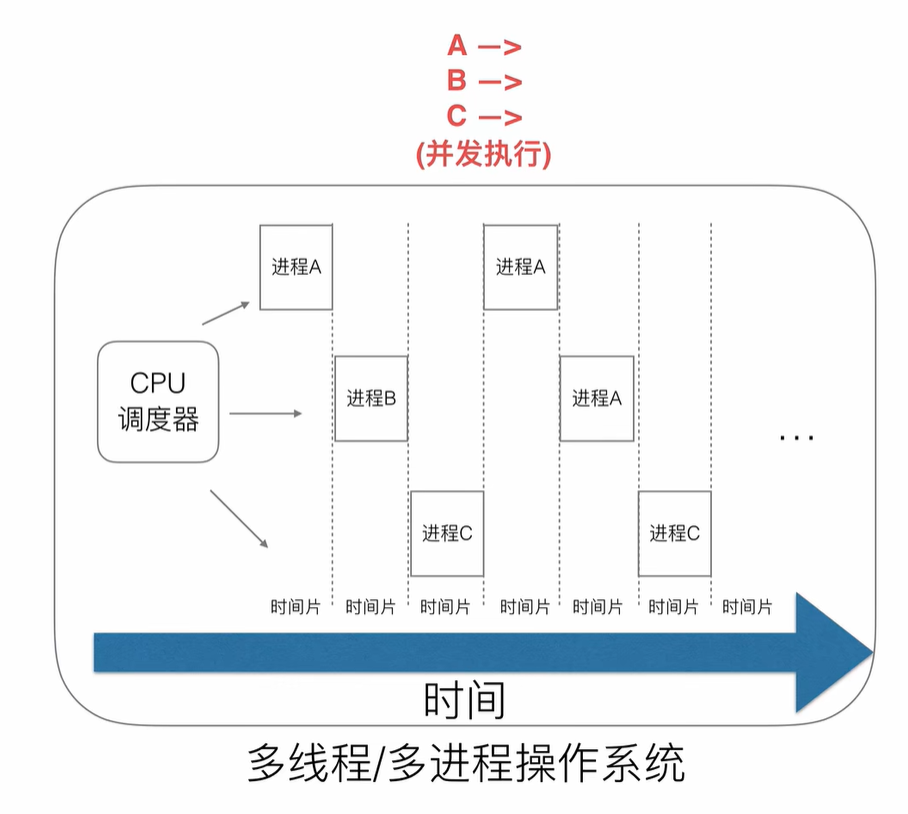 A —>
B —>
C —>
(并发执行)
进程A
进程A
CPU
调度器
进程B
进程A
...
进程C
进程C
时间片 时间片 时间片 时间片 时间片 时间片 时间片
时间
多线程/多进程操作系统